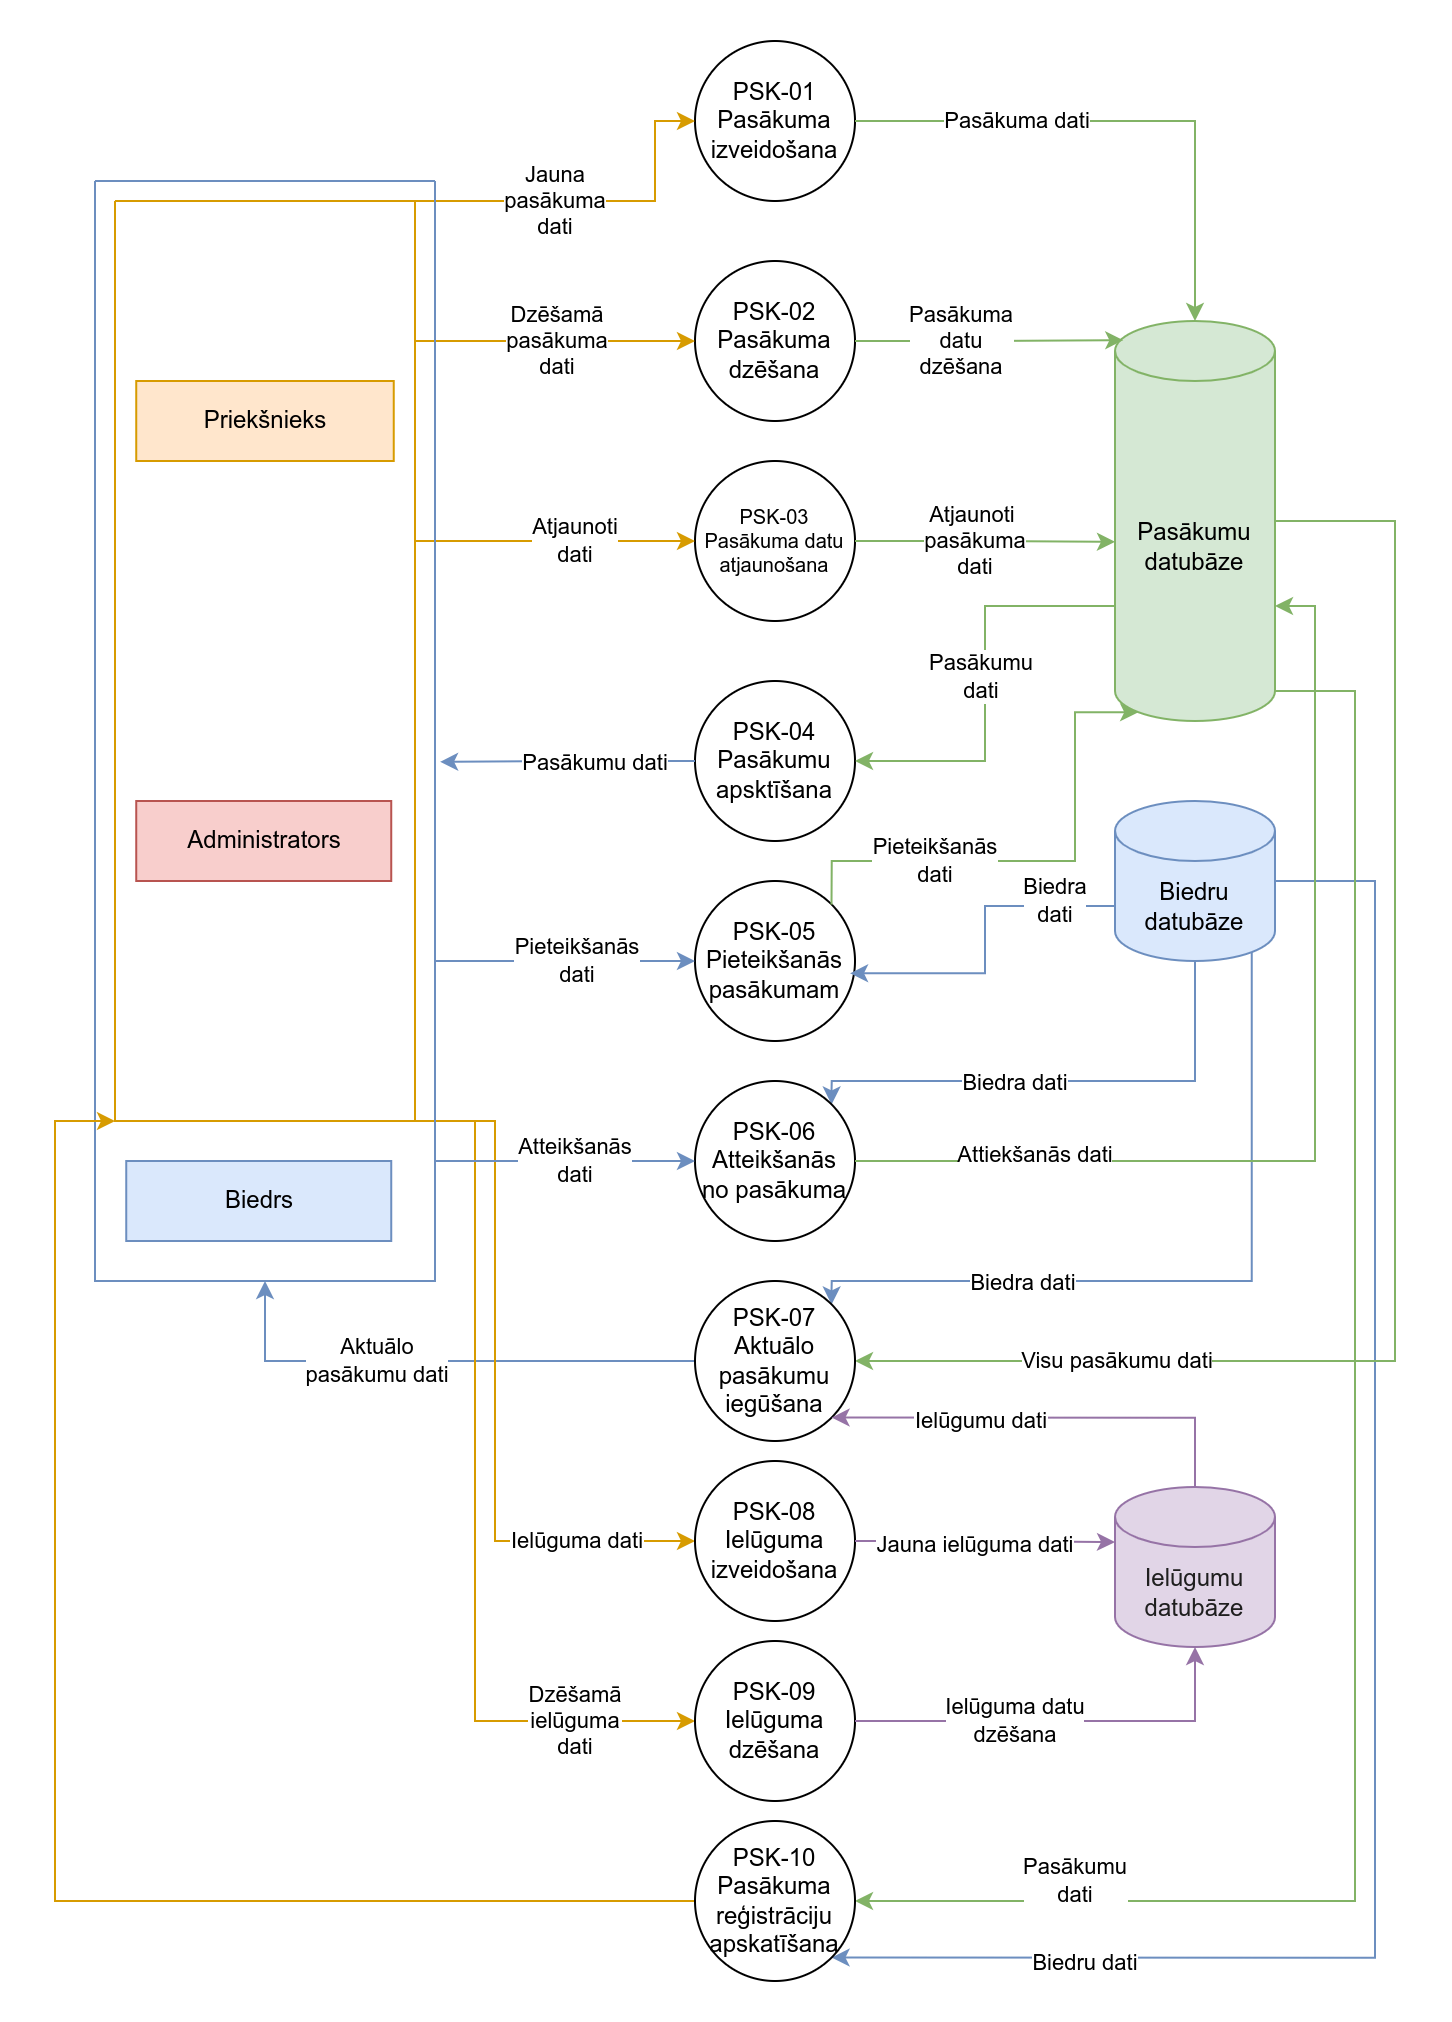 PSK-01
Pasākuma
izveidošana
Pasākuma dati
Jauna
pasākuma
dati
PSK-02
Pasākuma
dzēšana
Dzēšamā
pasākuma
dati
Pasākuma
datu
dzēšana
Priekšnieks
PSK-03
Pasākuma datu
atjaunošana
Atjaunoti
dati
Atjaunoti
pasākuma
dati
Pasākumu
datubāze
Pasākumu
dati
PSK-04
Pasākumu
apsktīšana
Pasākumu dati
Administrators
Pieteikšanās
dati
Biedra
dati
Biedru
datubāze
PSK-05
Pieteikšanās
pasākumam
Pieteikšanās
dati
Biedra dati
PSK-06
Atteikšanās
no pasākuma
Atteikšanās
dati
Attiekšanās dati
Biedrs
Biedra dati
PSK-07
Aktuālo
pasākumu
iegūšana
Aktuālo
pasākumu dati
Visu pasākumu dati
Ielūgumu dati
PSK-08
Ielūguma
izveidošana
Ielūguma dati
Jauna ielūguma dati
Ielūgumu
datubāze
PSK-09
Ielūguma
dzēšana
Dzēšamā
ielūguma
dati
Ielūguma datu
dzēšana
PSK-10
Pasākuma
reģistrāciju
apskatīšana
Pasākumu
dati
Biedru dati